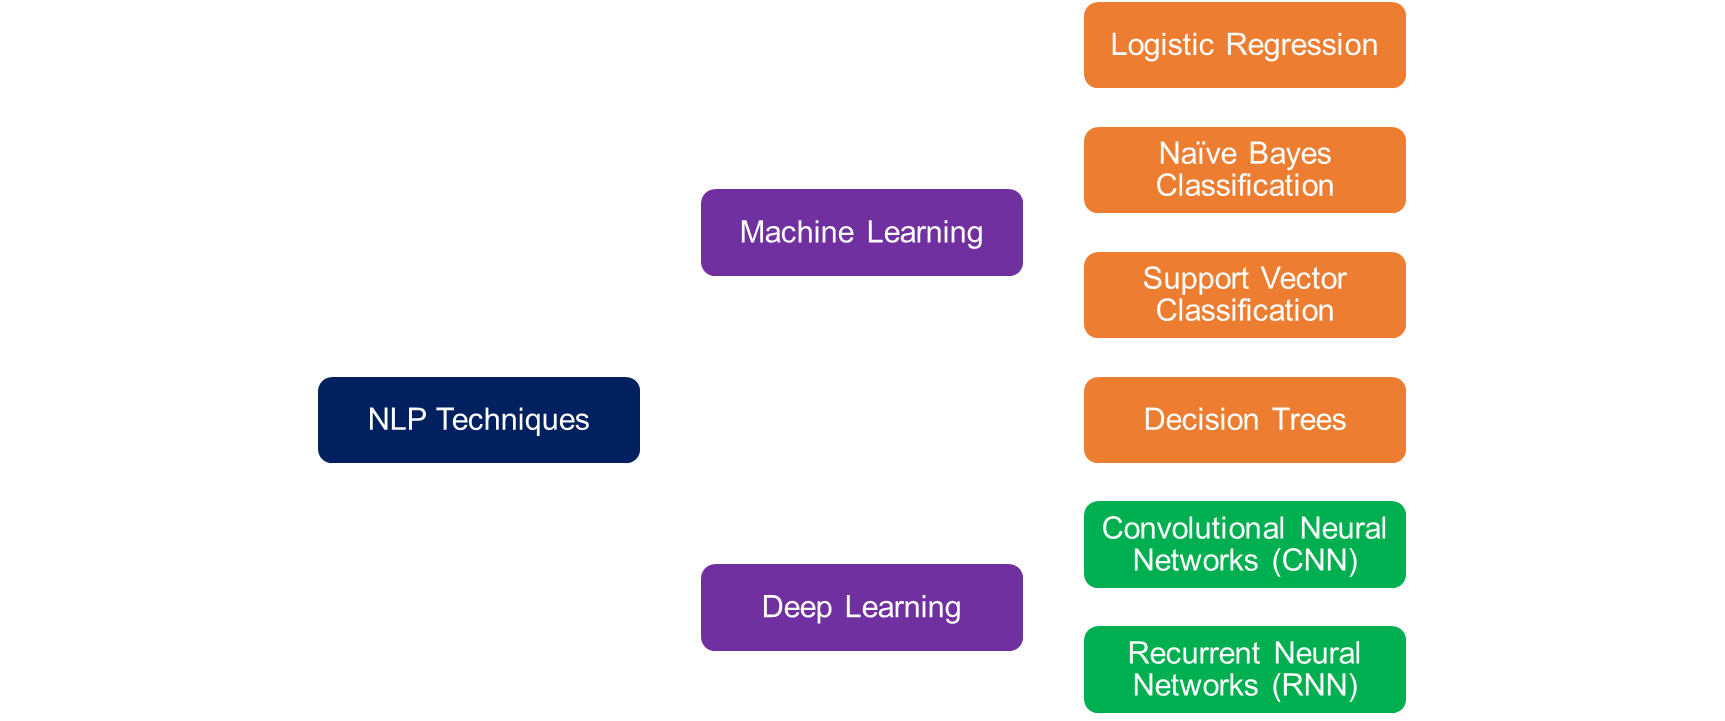 Logistic Regression
Naïve Bayes
Classification
Machine Learning
Support Vector
Classification
NLP Techniques
Decision Trees
Convolutional Neural
Networks (CNN)
Deep Learning
Recurrent Neural
Networks (RNN)